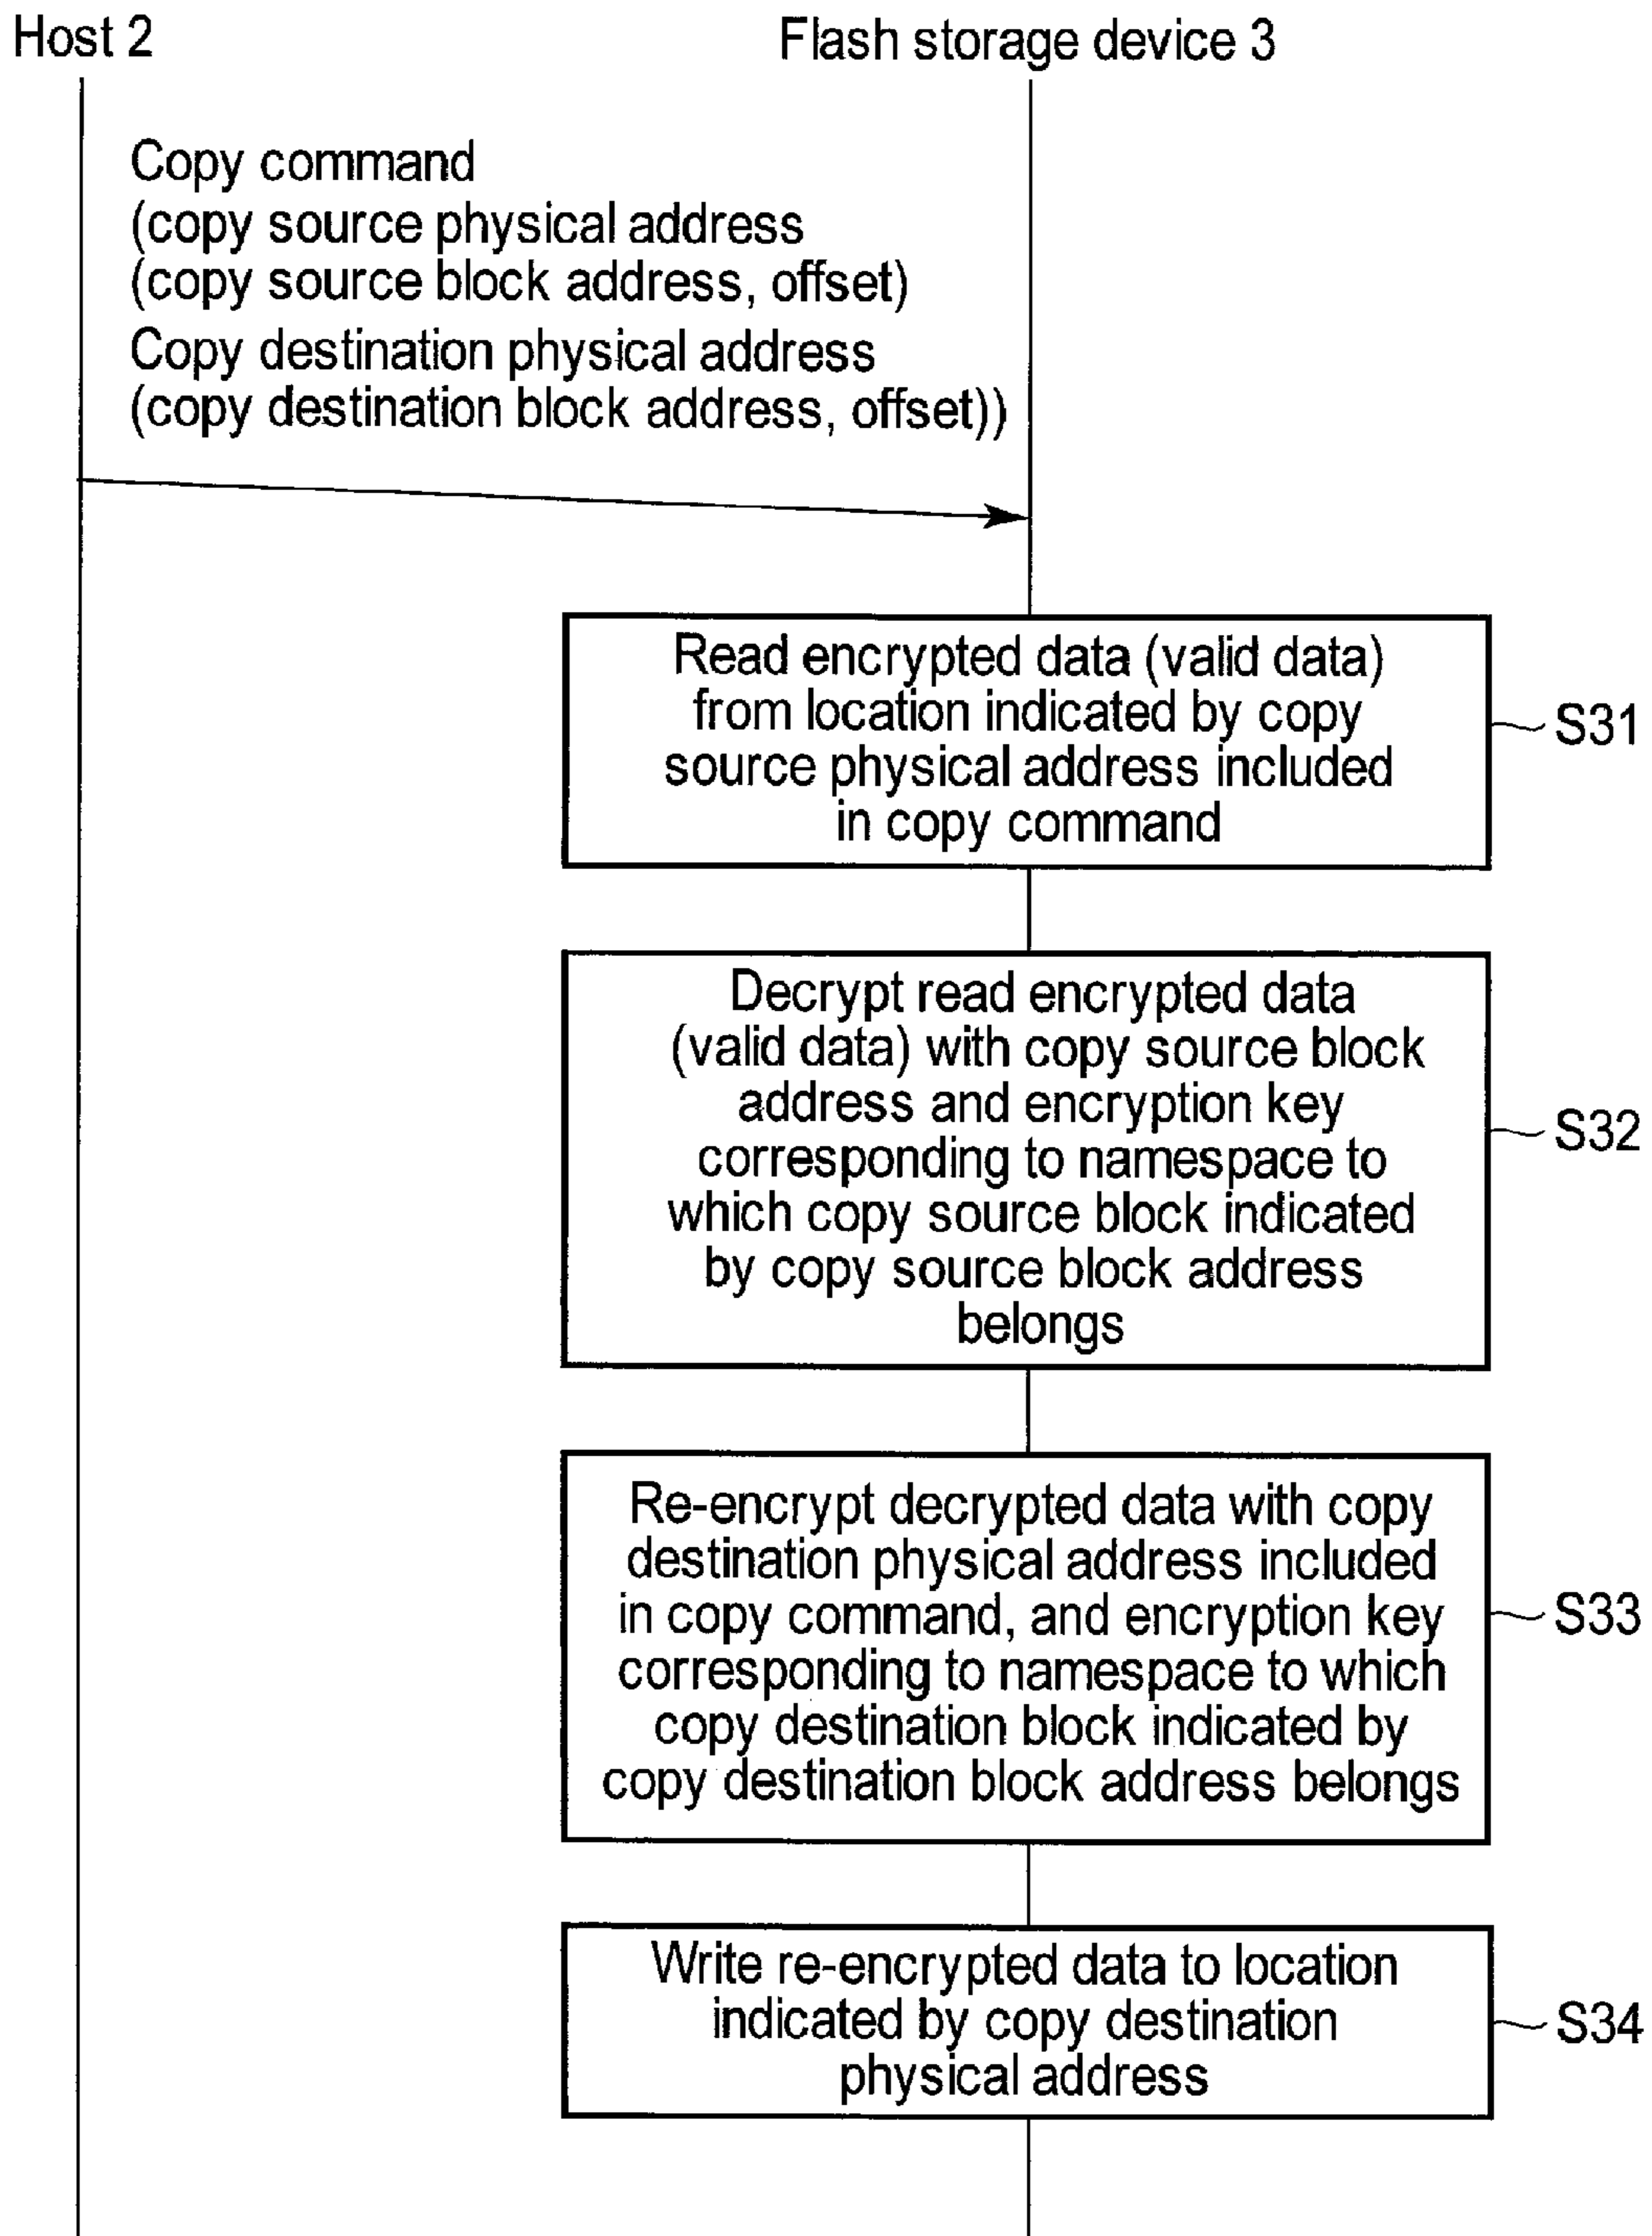 Host 2
Flash storage device 3
Copy command
(copy source physical address
(copy source block address, offset)
Copy destination physical address
(copy destination block address, offset))
Read encrypted data (valid data)
from location indicated by copy
source physical address included
in copy command
S31
Decrypt read encrypted data
(valid data) with copy source block
address and encryption key
corresponding to namespace to
which copy source block indicated
by copy source block address
belongs
S32
Re-encrypt decrypted data with copy
destination physical address included
in copy command, and encryption key
corresponding to namespace to which
copy destination block indicated by
copy destination block address belongs
S33
Write re-encrypted data to location
indicated by copy destination
physical address
S34